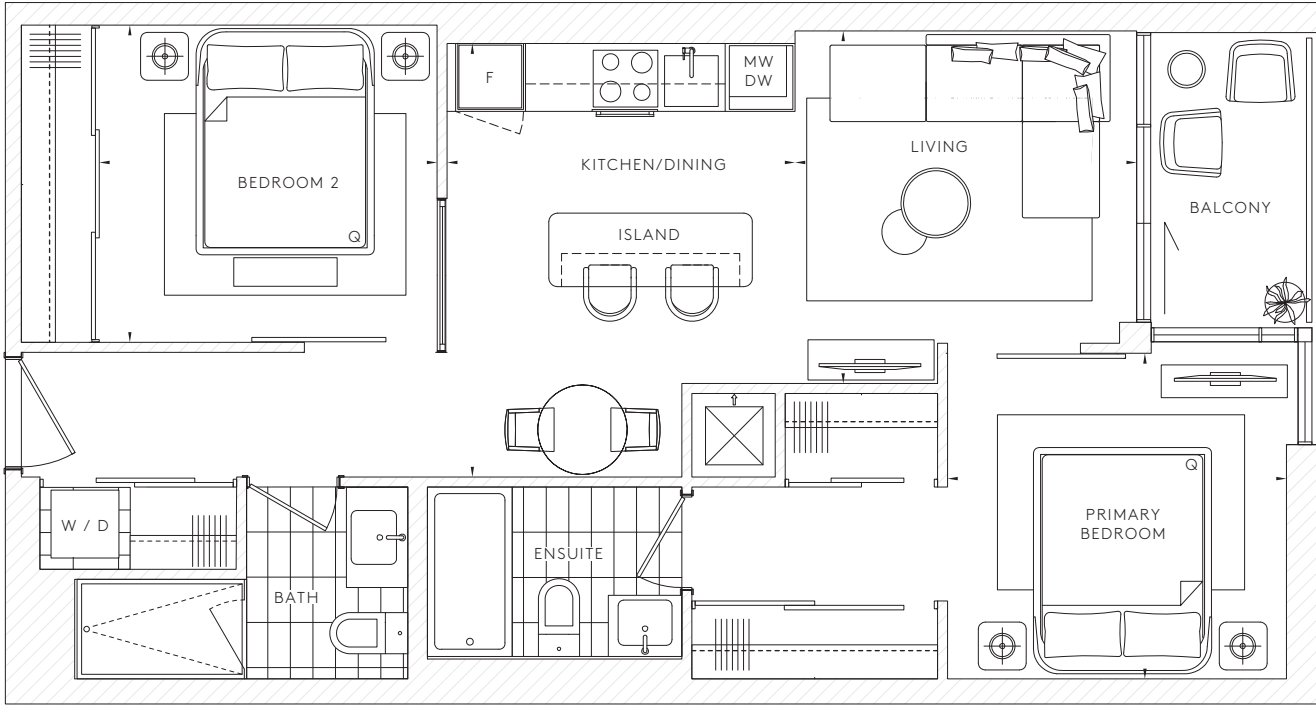 F
MW
DW
BEDROOM 2
Q
KITCHEN/DINING
LIVING
ISLAND
BALCONY
W / D
BATH
ENSUITE
Q
PRIMARY
BEDROOM